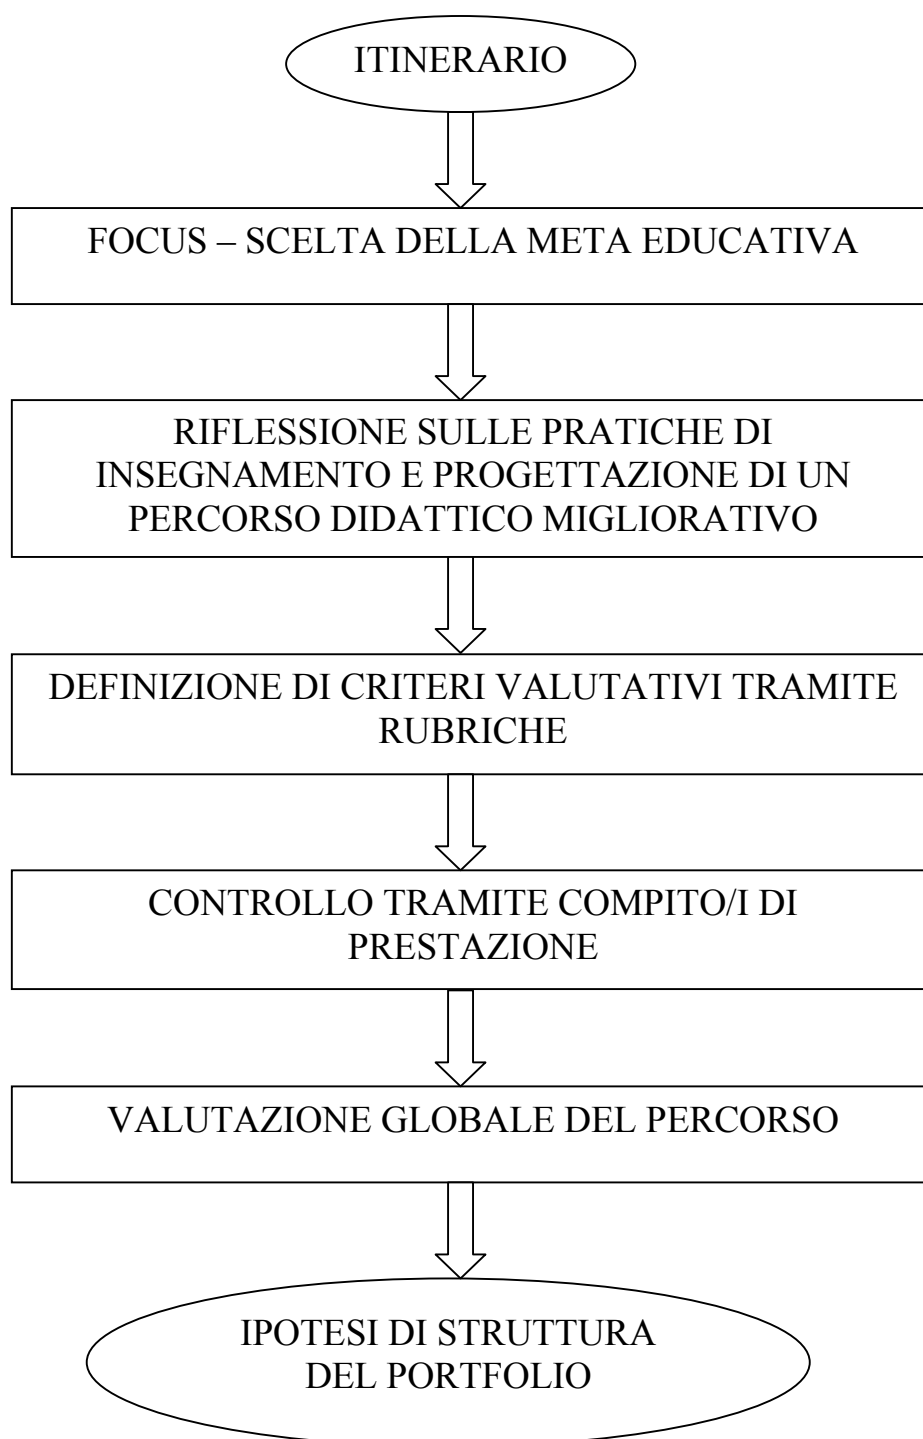 ITINERARIO
FOCUS – SCELTA DELLA META EDUCATIVA
RIFLESSIONE SULLE PRATICHE DI
INSEGNAMENTO E PROGETTAZIONE DI UN
PERCORSO DIDATTICO MIGLIORATIVO
DEFINIZIONE DI CRITERI VALUTATIVI TRAMITE
RUBRICHE
CONTROLLO TRAMITE COMPITO/I DI
PRESTAZIONE
VALUTAZIONE GLOBALE DEL PERCORSO
IPOTESI DI STRUTTURA
DEL PORTFOLIO